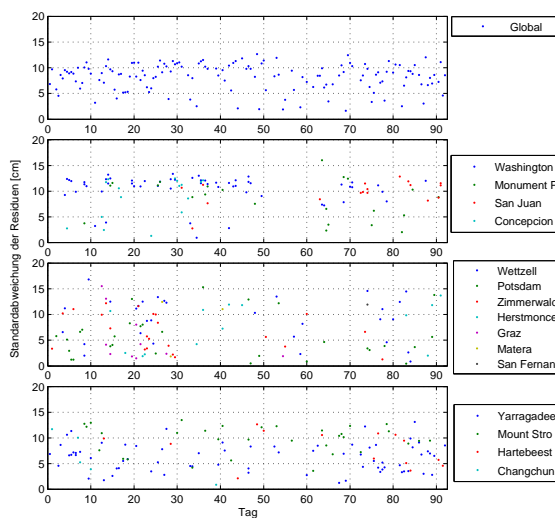 20
15
10
5
0
0 10 20 30 40 50 60 70 80 90
Global
20
15
10
5
0
0 10 20 30 40 50 60 70 80 90
Washington
Monument P
San Juan
Concepcion
Standardabweichung der Residuen [cm]
20
15
10
5
0
0 10 20 30 40 50 60 70 80 90
Wettzell
Potsdam
Zimmerwald
Herstmonce
Graz
Matera
San Fernan
20
15
10
5
0
0 10 20 30 40 50 60 70 80 90
Tag
Yarragadee
Mount Stro
Hartebeest
Changchun